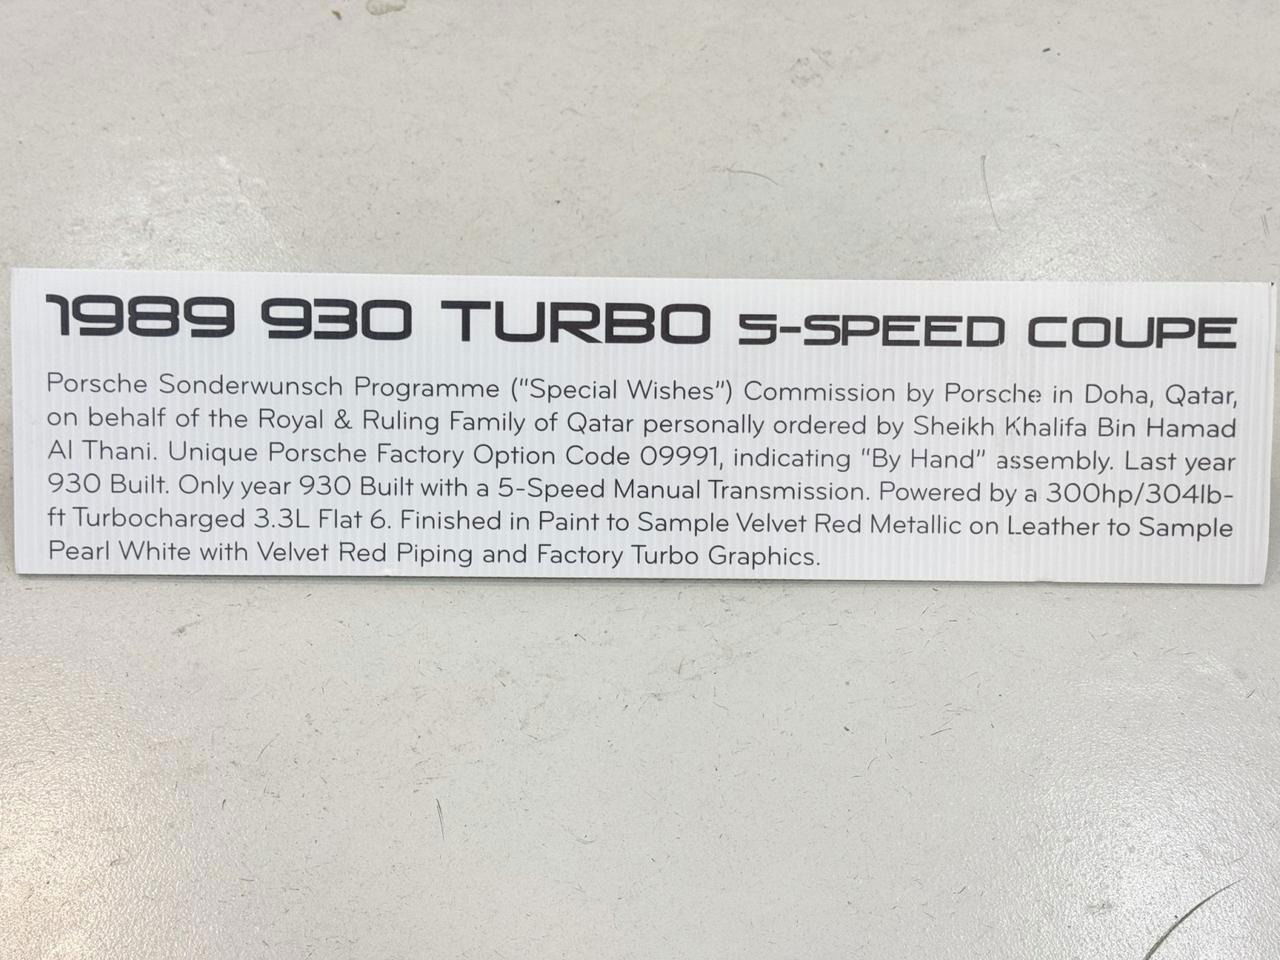 1989 930 TURBO 5-SPEED COUPE
Porsche Sonderwunsch Programme ("Special Wishes") Commission by Porsche in Doha, Qatar,
on behalf of the Royal & Ruling Family of Qatar personally ordered by Sheikh Khalifa Bin Hamad
Al Thani. Unique Porsche Factory Option Code 09991, indicating "By Hand" assembly. Last year
930 Built. Only year 930 Built with a 5-Speed Manual Transmission. Powered by a 300hp/304lb-
ft Turbocharged 3.3L Flat 6. Finished in Paint to Sample Velvet Red Metallic on Leather to Sample
Pearl White with Velvet Red Piping and Factory Turbo Graphics.